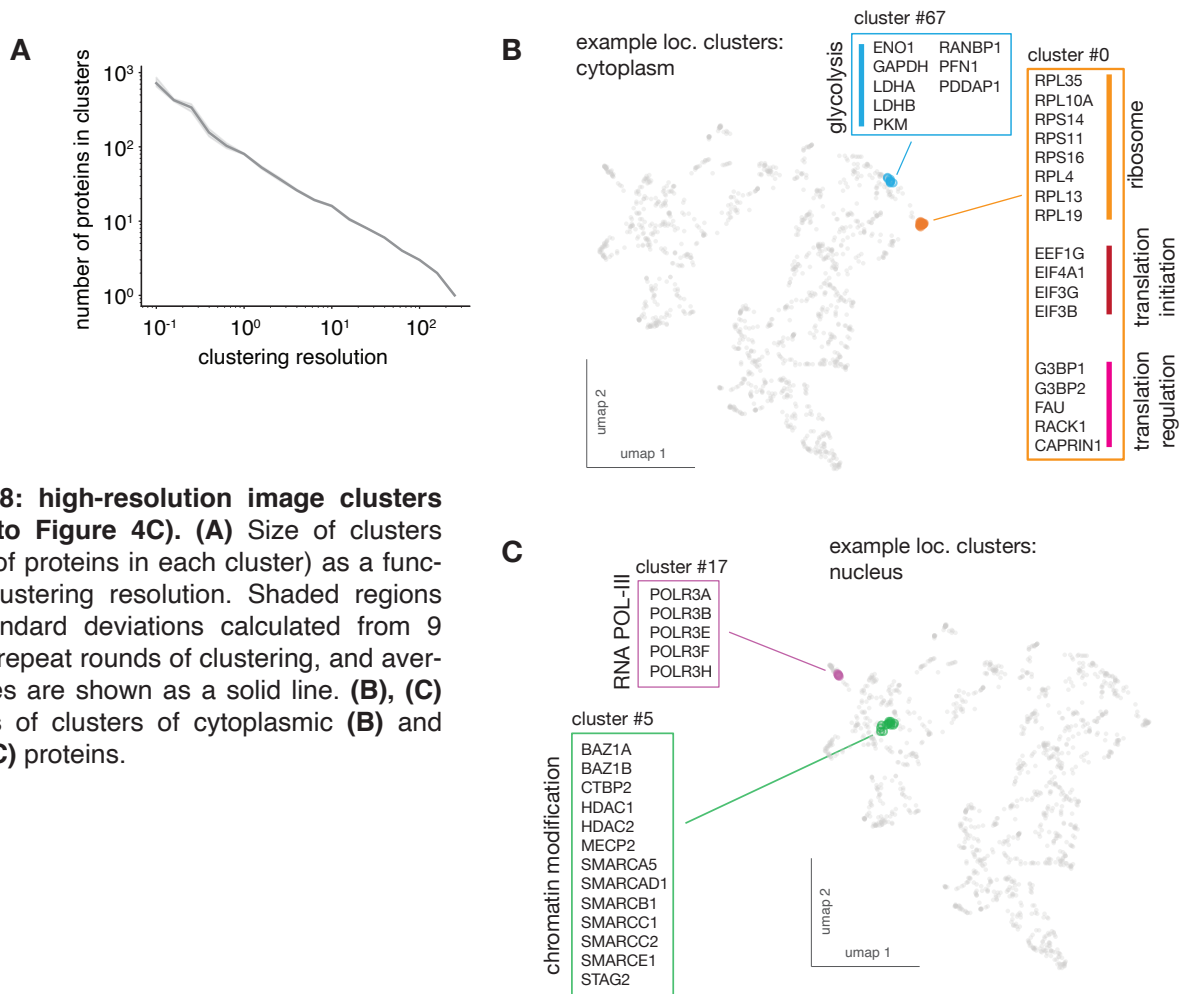 A
number of proteins in clusters
10³
10²
10¹
10⁰
10⁻¹
10⁰
10¹
10²
clustering resolution
8: high-resolution image clusters
to Figure 4C). (A) Size of clusters
of proteins in each cluster) as a func-
clustering resolution. Shaded regions
ndard deviations calculated from 9
repeat rounds of clustering, and aver-
es are shown as a solid line. (B), (C)
s of clusters of cytoplasmic (B) and
C) proteins.
B
example loc. clusters:
cytoplasm
cluster #67
glycolysis
ENO1 RANBP1
GAPDH PFN1
LDHA PDDAP1
LDHB
PKM
cluster #0
RPL35
RPL10A
RPS14
RPS11
RPS16
RPL4
RPL13
RPL19
ribosome
EEF1G
EIF4A1
EIF3G
EIF3B
translation
initiation
G3BP1
G3BP2
FAU
RACK1
CAPRIN1
translation
regulation
umap 2
umap 1
C
example loc. clusters:
nucleus
cluster #17
RNA POL-III
POLR3A
POLR3B
POLR3E
POLR3F
POLR3H
cluster #5
chromatin modification
BAZ1A
BAZ1B
CTBP2
HDAC1
HDAC2
MECP2
SMARCA5
SMARCAD1
SMARCB1
SMARCC1
SMARCC2
SMARCE1
STAG2
umap 2
umap 1